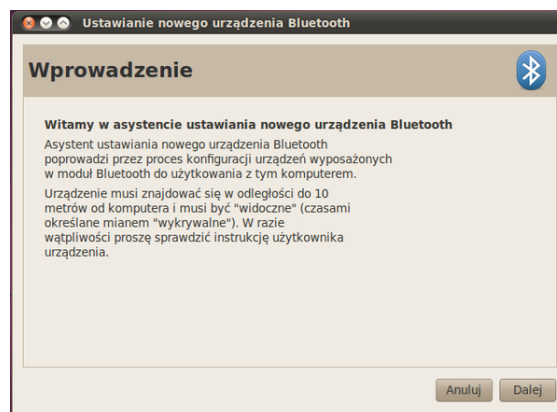 Ustawianie nowego urządzenia Bluetooth
Wprowadzenie
Witamy w asystencie ustawiania nowego urządzenia Bluetooth
Asystent ustawiania nowego urządzenia Bluetooth
poprowadzi przez proces konfiguracji urządzeń wyposażonych
w moduł Bluetooth do użytkowania z tym komputerem.
Urządzenie musi znajdować się w odległości do 10
metrów od komputera i musi być "widoczne" (czasami
określane mianem "wykrywalne"). W razie
wątpliwości proszę sprawdzić instrukcję użytkownika
urządzenia.
Anuluj
Dalej